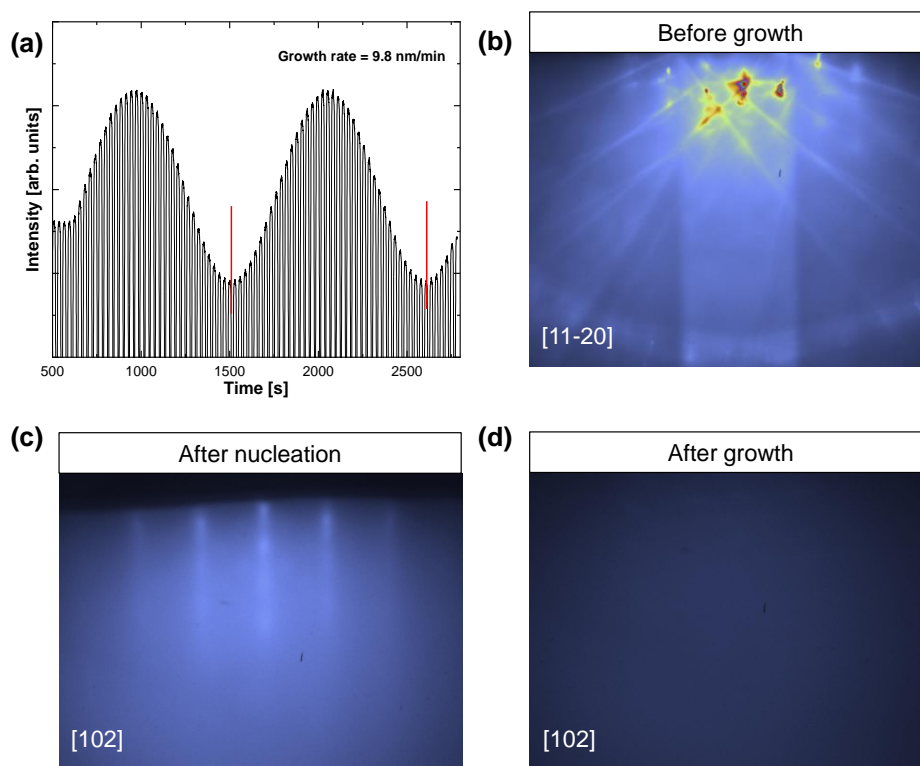 (a)
Growth rate = 9.8 nm/min
Intensity [arb. units]
500
1000
1500
2000
2500
Time [s]
(b)
Before growth
[11-20]
(c)
After nucleation
[102]
(d)
After growth
[102]